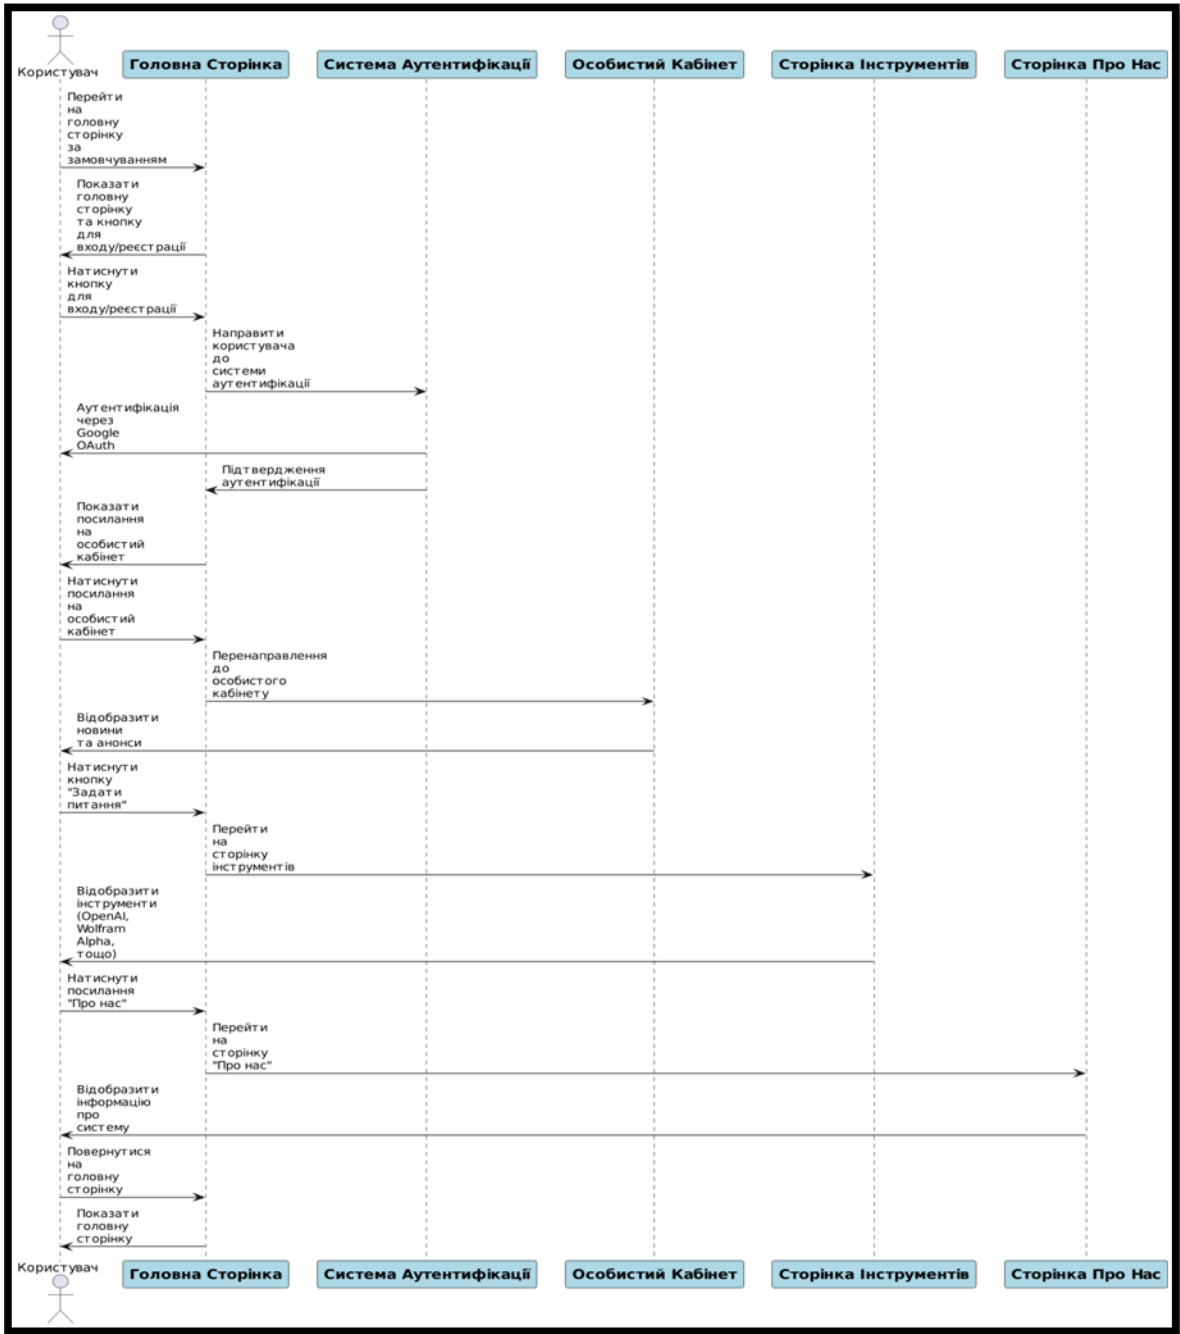 Користувач
Головна Сторінка
Система Аутентифікації
Особистий Кабінет
Сторінка Інструментів
Сторінка Про Нас
Перейти
на
головну
сторінку
за
замовчуванням
Показати
головну
сторінку
та кнопку
для
входу/реєстрації
Натиснути
кнопку
для
входу/реєстрації
Направити
користувача
до
системи
аутентифікації
Аутентифікація
через
Google
OAuth
Підтвердження
аутентифікації
Показати
посилання
на
особистий
кабінет
Натиснути
посилання
на
особистий
кабінет
Перенаправлення
до
особистого
кабінету
Відобразити
новини
та анонси
Натиснути
кнопку
"Задати
питання"
Перейти
на
сторінку
інструментів
Відобразити
інструменти
(OpenAI,
Wolfram
Alpha,
тощо)
Натиснути
посилання
"Про нас"
Перейти
на
сторінку
"Про нас"
Відобразити
інформацію
про
систему
Повернутися
на
головну
сторінку
Показати
головну
сторінку
Користувач
Головна Сторінка
Система Аутентифікації
Особистий Кабінет
Сторінка Інструментів
Сторінка Про Нас